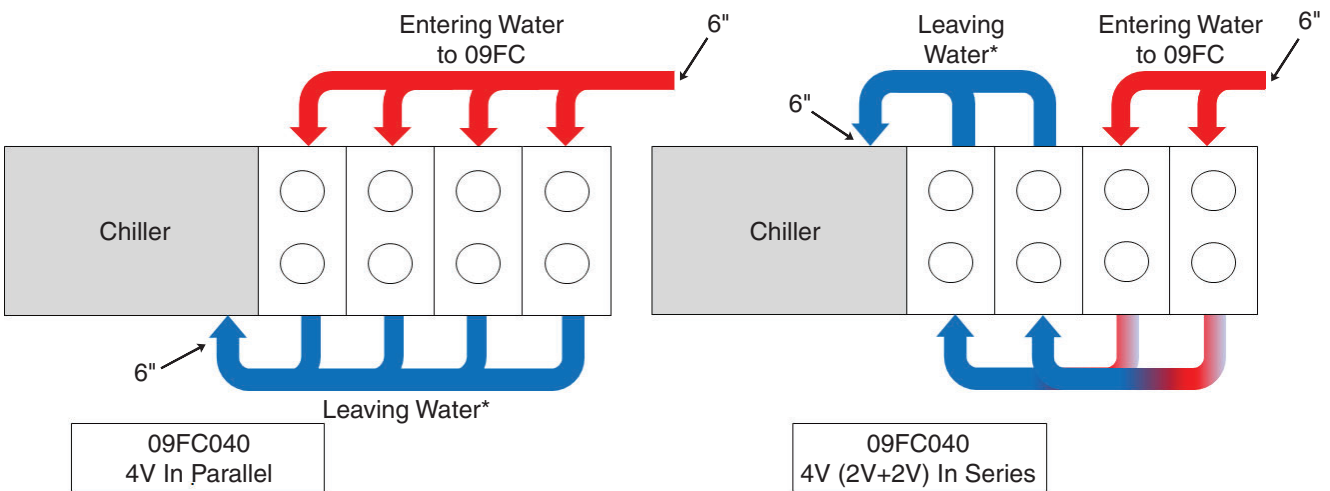 Entering Water
to 09FC
6"
Chiller
6"
Leaving Water*
09FC040
4V In Parallel
Leaving
Water*
Entering Water
to 09FC
6"
6"
Chiller
09FC040
4V (2V+2V) In Series